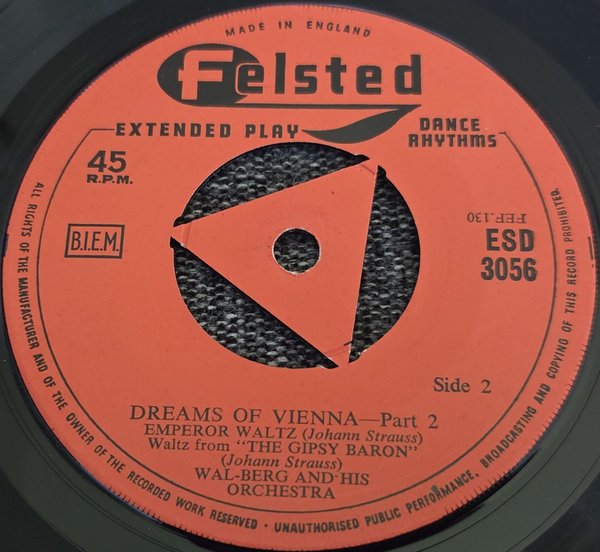 MADE IN ENGLAND
Felsted
EXTENDED PLAY
DANCE
RHYTHMS
45
R.P.M.
B.I.E.M.
FEF.130
ESD
3056
Side 2
DREAMS OF VIENNA—Part 2
EMPEROR WALTZ (Johann Strauss)
Waltz from "THE GIPSY BARON"
(Johann Strauss)
WAL-BERG AND HIS
ORCHESTRA
ALL RIGHTS OF THE MANUFACTURER AND OF THE OWNER OF THE RECORDED WORK RESERVED · UNAUTHORISED PUBLIC PERFORMANCE, BROADCASTING AND COPYING OF THIS RECORD PROHIBITED.